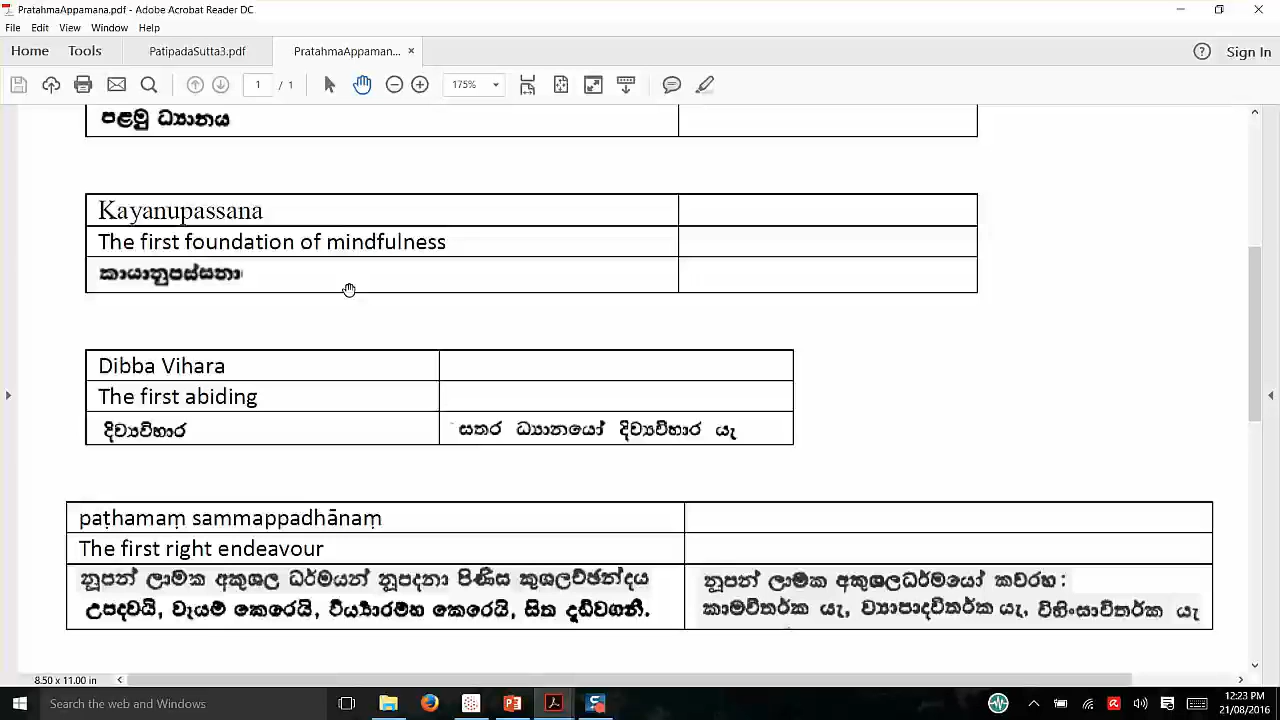 PratahmaAppamana.pdf - Adobe Acrobat Reader DC
File Edit View Window Help
Home Tools PatipadaSutta3.pdf PratahmaAppaman... × Sign In
1 / 1 175%
පළමු ධ්‍යානය
Kayanupassana
The first foundation of mindfulness
කායානුපස්සනා
Dibba Vihara
The first abiding
දිව්‍යවිහාර සතර ධ්‍යානයෝ දිව්‍යවිහාර යැ
paṭhamaṃ sammappadhānaṃ
The first right endeavour
නූපන් ලාමක අකුශල ධර්මයන් නූපදනා පිණිස කුශලච්ඡන්දය
උපදවයි, වෑයම් කෙරෙයි, වීර්‍ය්‍යාරම්භ කෙරෙයි, සිත දැඩිවගනී.
නූපන් ලාමක අකුශලධර්මයෝ කවරහ :
කාමවිතර්ක යැ, ව්‍යාපාදවිතර්ක යැ, විහිංසාවිතර්ක යැ
8.50 x 11.00 in
Search the web and Windows
12:23 PM
21/08/2016